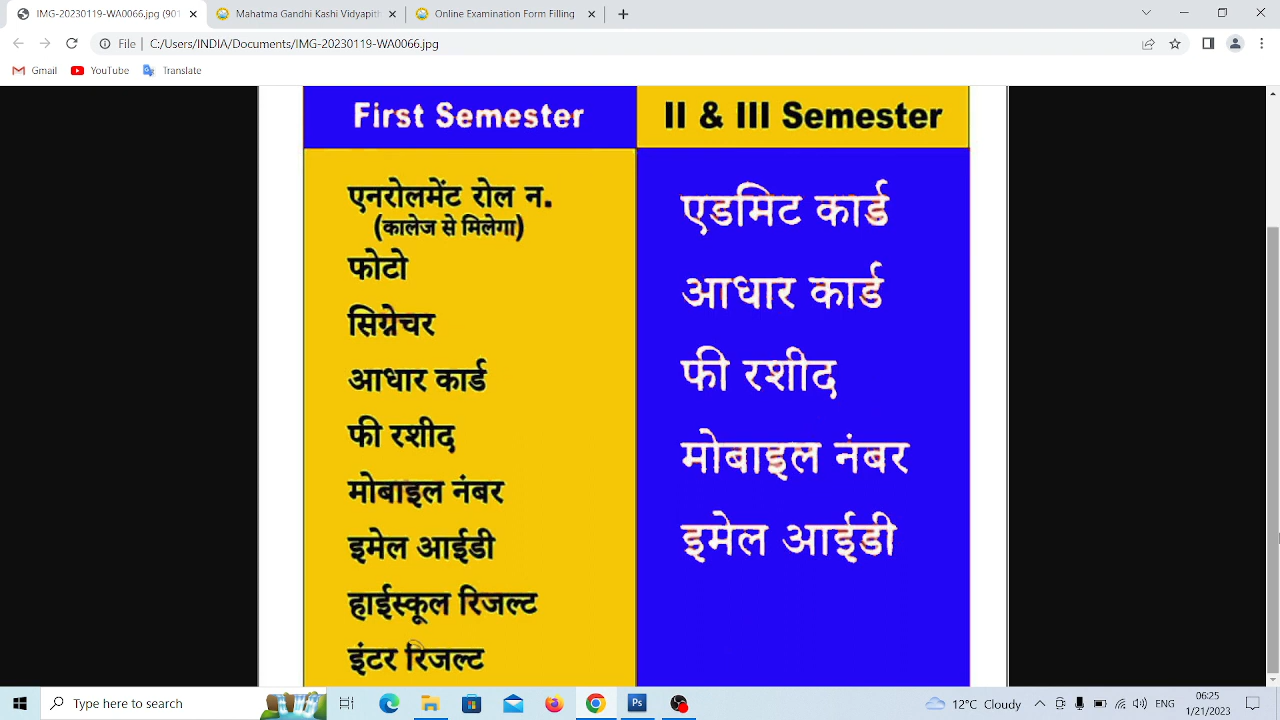 IMG-20230119-WA0066.jpg (901
Mahatma Gandhi Kashi Vidyapith
Online Examination Form Filling
File
C:/Users/INDIA/Documents/IMG-20230119-WA0066.jpg
Gmail
YouTube
Translate
First Semester
एनरोलमेंट रोल न.
(कालेज से मिलेगा)
फोटो
सिग्नेचर
आधार कार्ड
फी रशीद
मोबाइल नंबर
इमेल आईडी
हाईस्कूल रिजल्ट
इंटर रिजल्ट
II & III Semester
एडमिट कार्ड
आधार कार्ड
फी रशीद
मोबाइल नंबर
इमेल आईडी
Type here to search
Ps
12°C Cloudy
ENG
06:25
1/21/2023